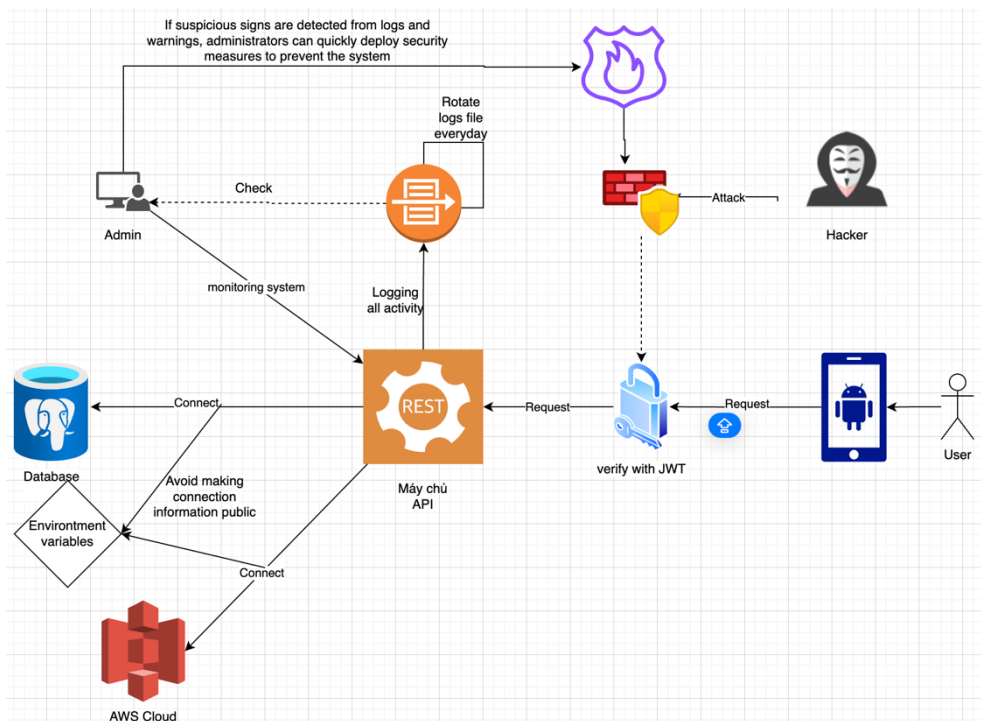 If suspicious signs are detected from logs and
warnings, administrators can quickly deploy security
measures to prevent the system
Rotate
logs file
everyday
Check
Attack
Admin
Hacker
monitoring system
Logging
all activity
REST
Connect
Request
Request
Database
Avoid making
connection
information public
Máy chủ
API
verify with JWT
User
Environtment
variables
Connect
AWS Cloud